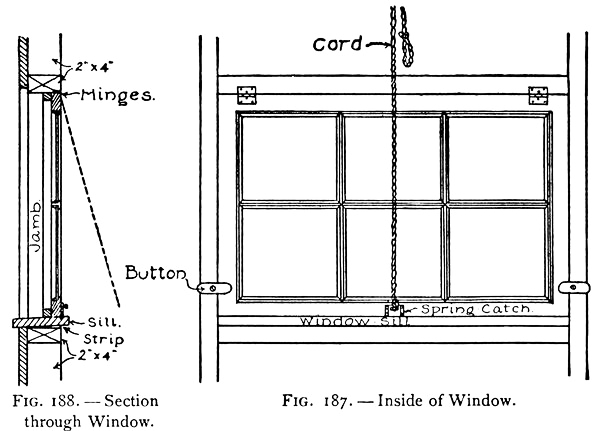 2"x4"
Minges.
Jamb.
Sill.
Strip
2"x4"
FIG. 188. — Section
through Window.
Cord
Button
Spring Catch.
Window Sill
FIG. 187. — Inside of Window.